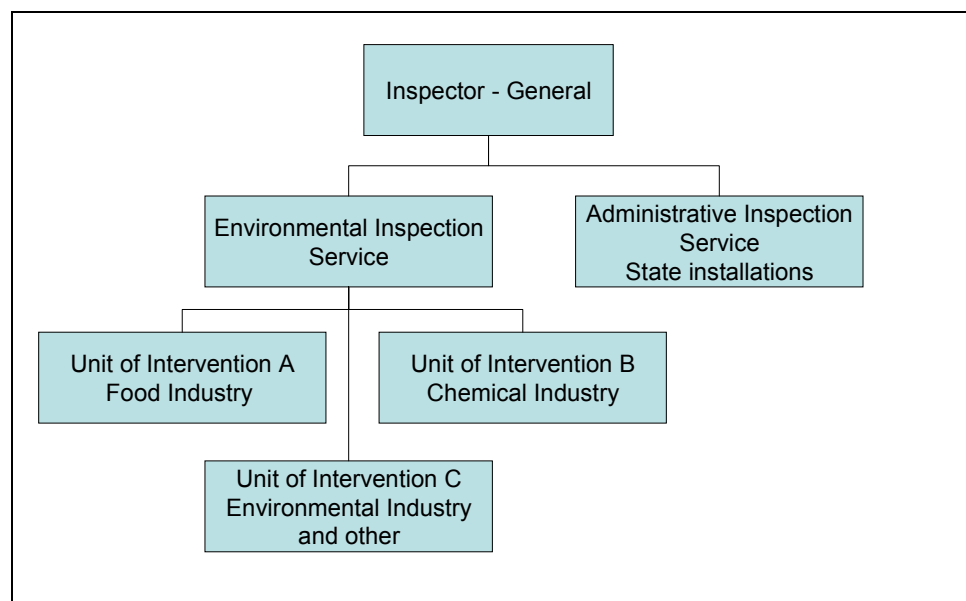 Inspector - General
Environmental Inspection
Service
Administrative Inspection
Service
State installations
Unit of Intervention A
Food Industry
Unit of Intervention B
Chemical Industry
Unit of Intervention C
Environmental Industry
and other